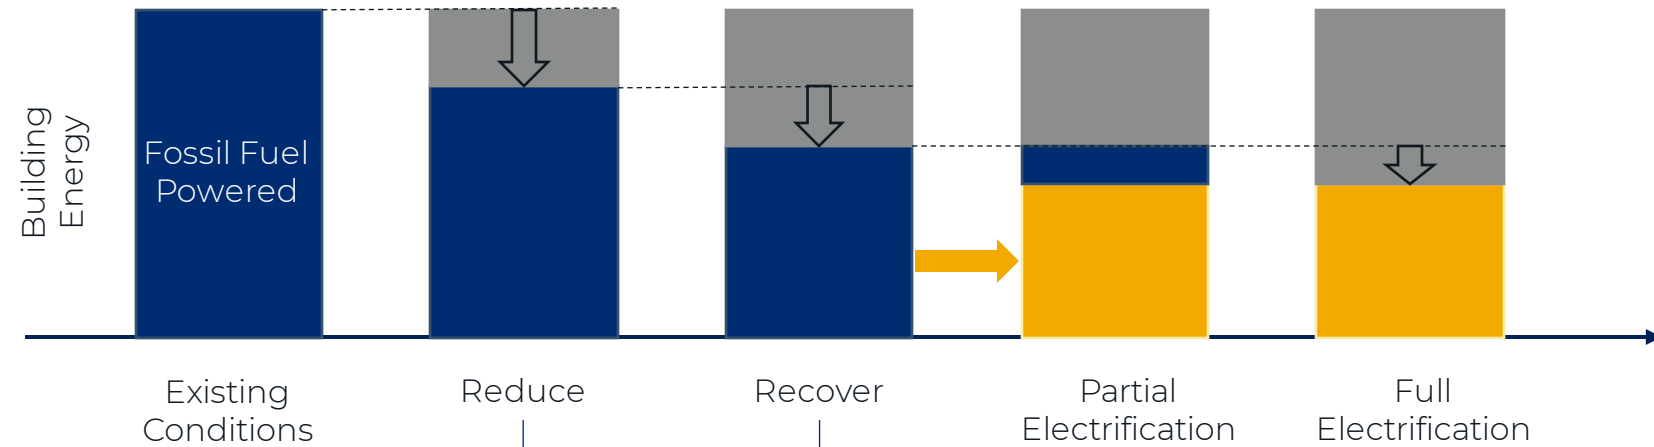 Building
Energy
Fossil Fuel
Powered
Existing
Conditions
Reduce
Recover
Partial
Electrification
Full
Electrification